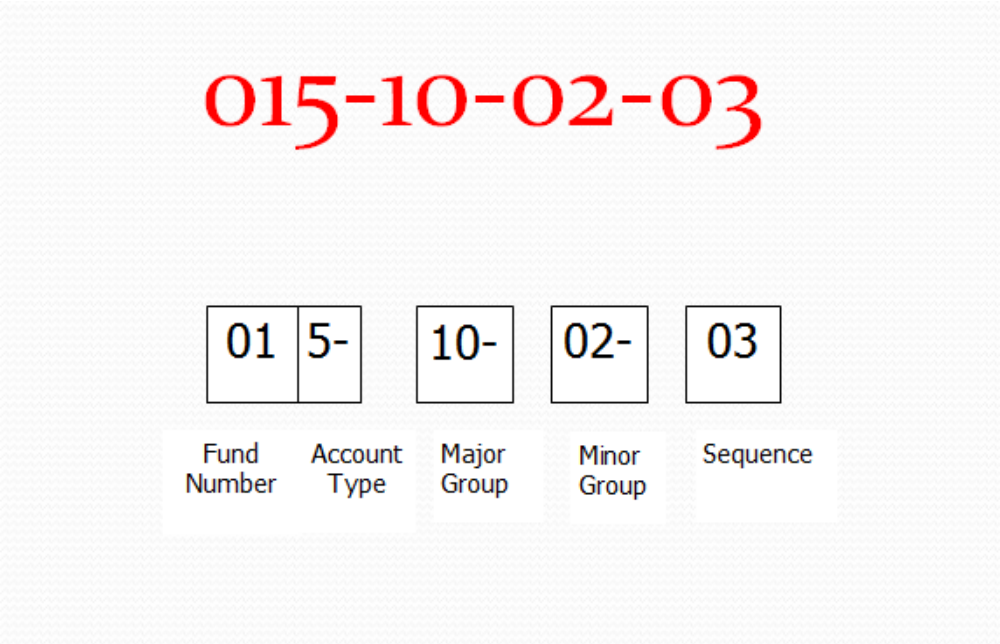 015-10-02-03
01 5- 10- 02- 03
Fund Number
Account Type
Major Group
Minor Group
Sequence